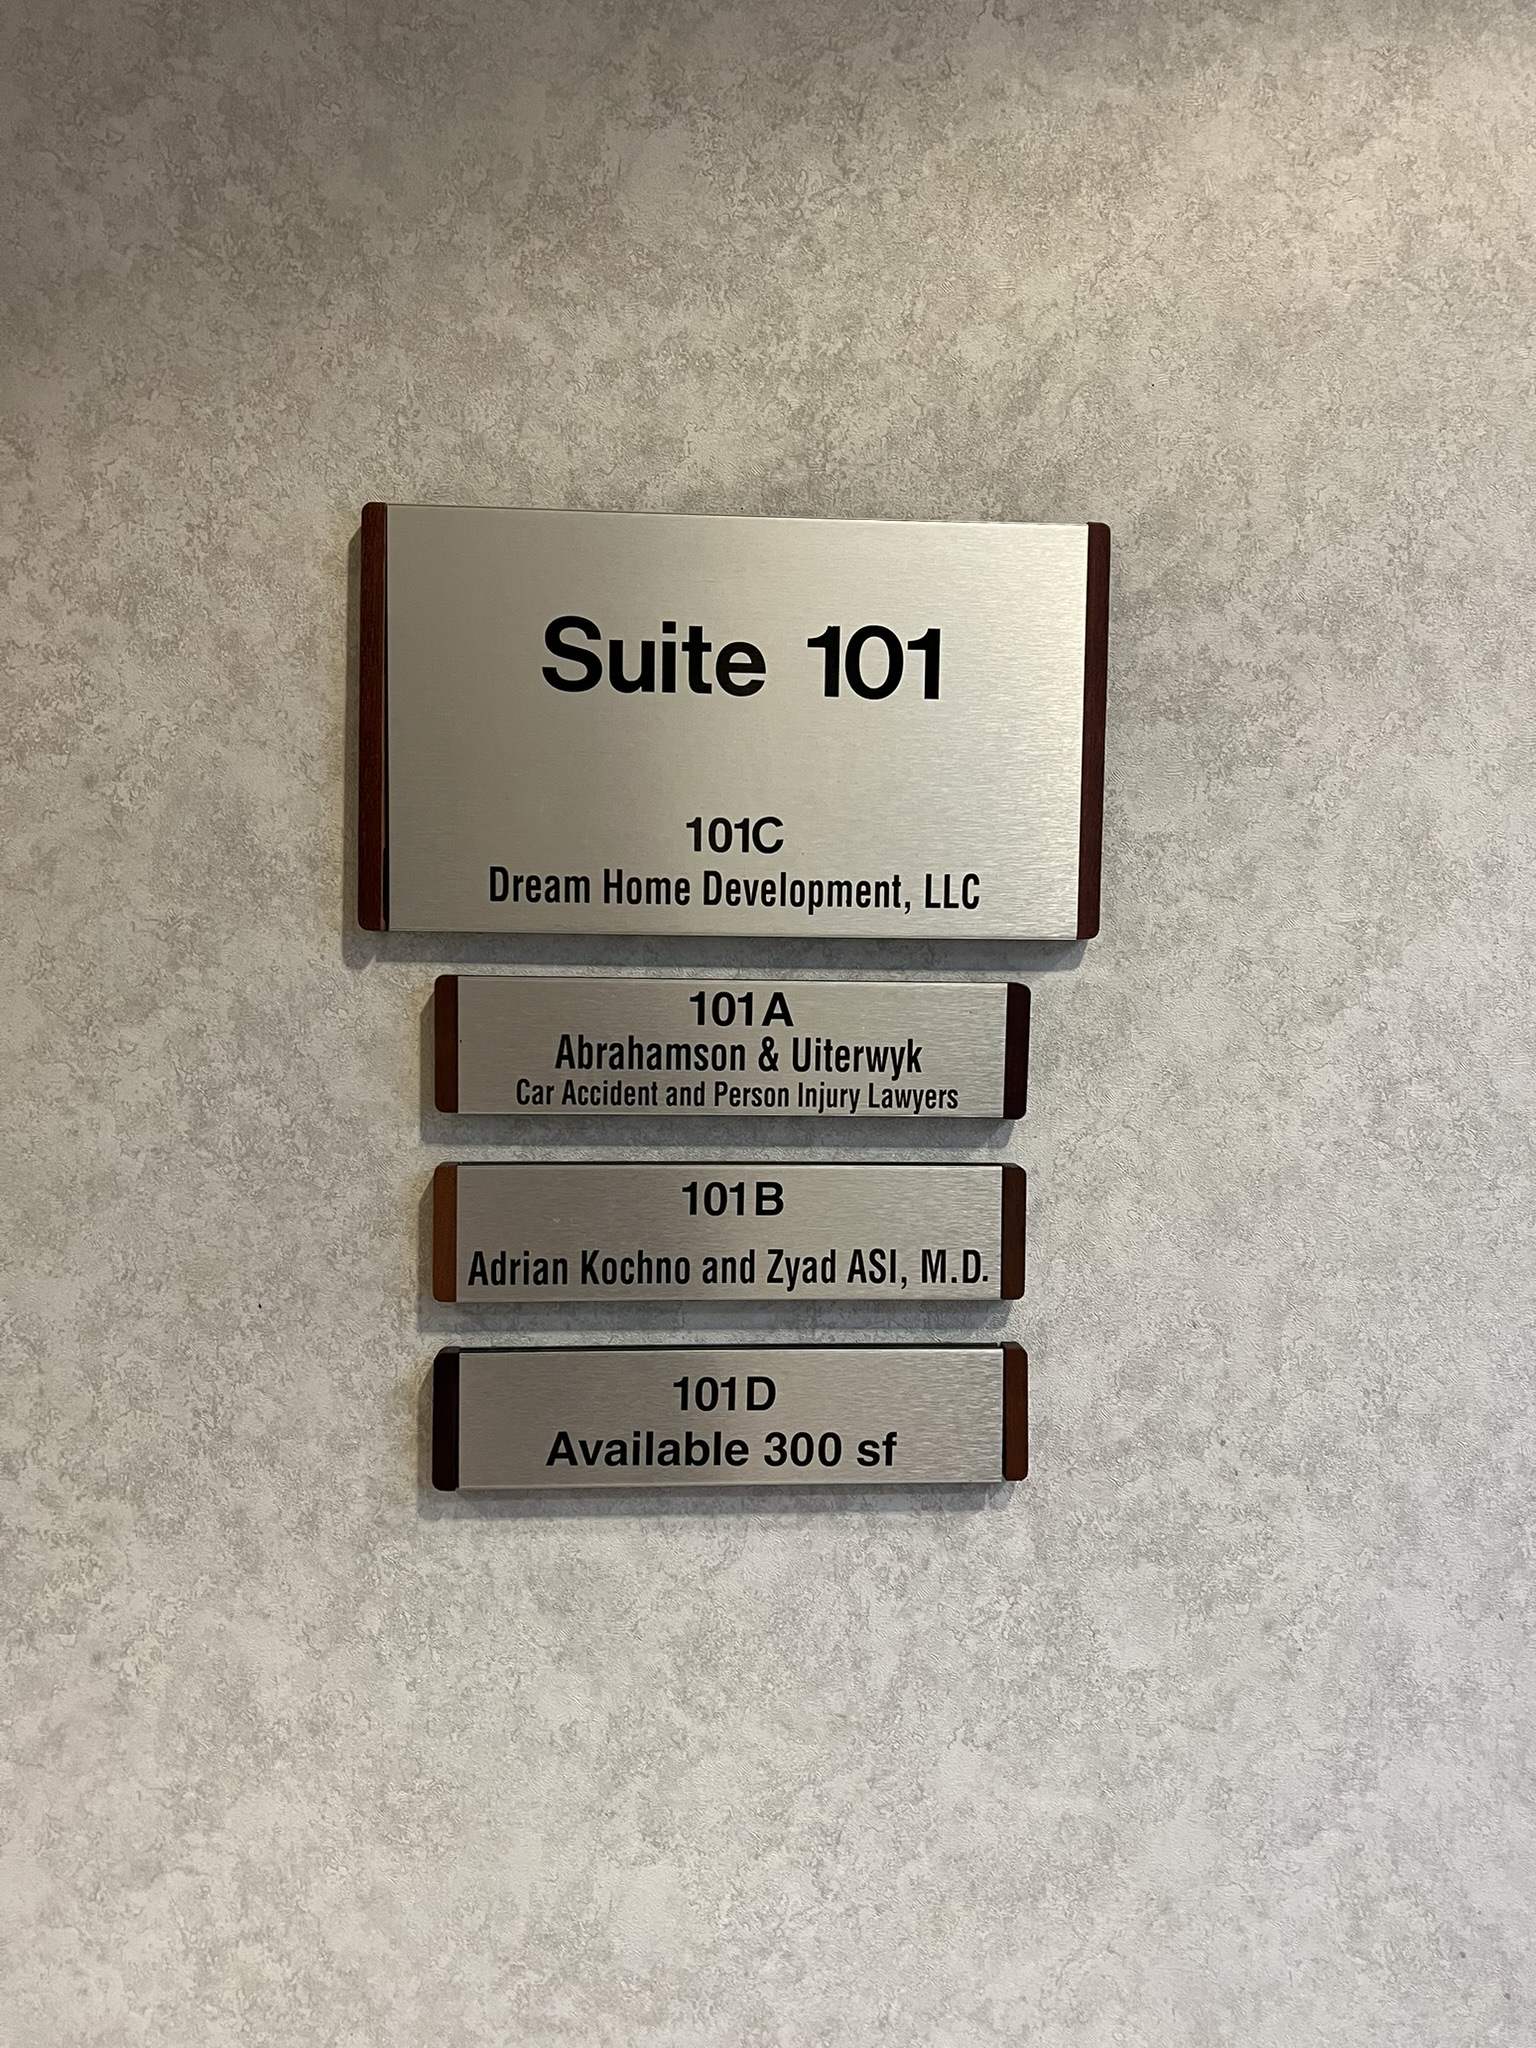 Suite 101
101C
Dream Home Development, LLC
101A
Abrahamson & Uiterwyk
Car Accident and Person Injury Lawyers
101B
Adrian Kochno and Zyad ASI, M.D.
101D
Available 300 sf